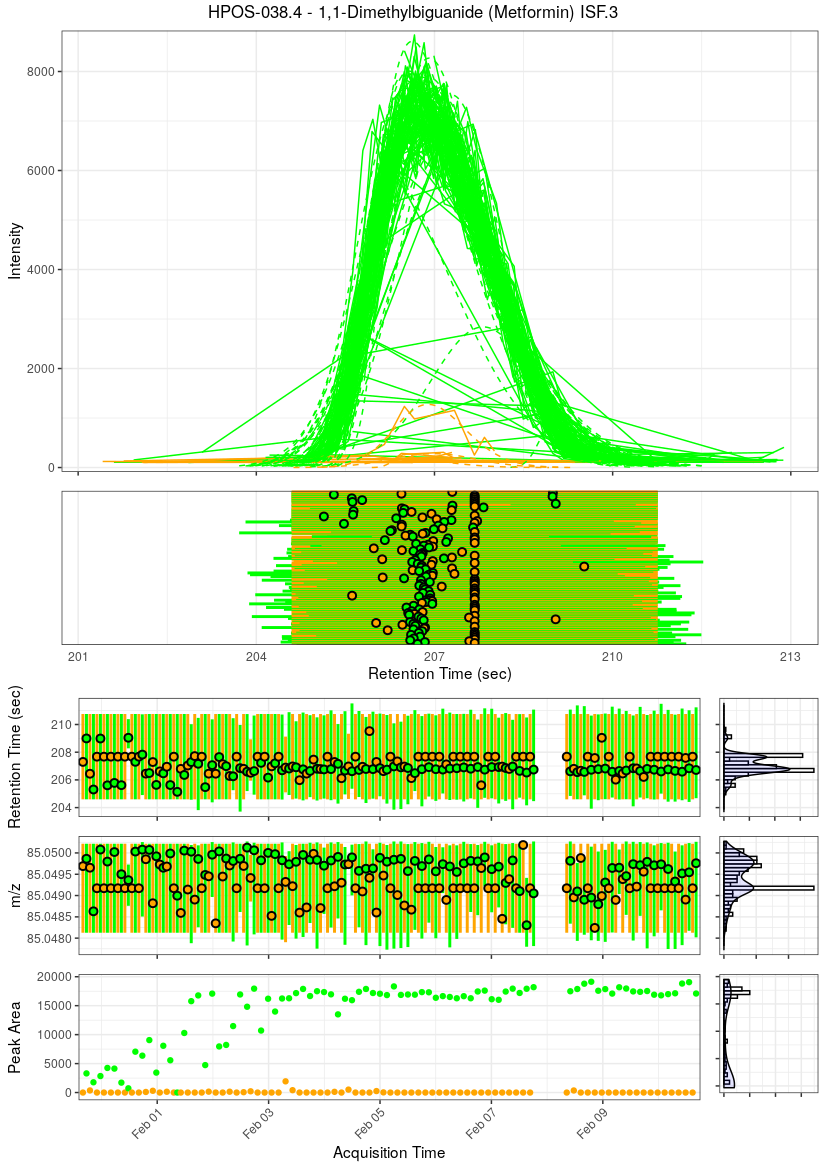 HPOS-038.4 - 1,1-Dimethylbiguanide (Metformin) ISF.3
Intensity
8000
6000
4000
2000
0
201
204
207
210
213
Retention Time (sec)
Retention Time (sec)
210
208
206
204
m/z
85.0500
85.0495
85.0490
85.0485
85.0480
Peak Area
20000
15000
10000
5000
0
Feb 01
Feb 03
Feb 05
Feb 07
Feb 09
Acquisition Time